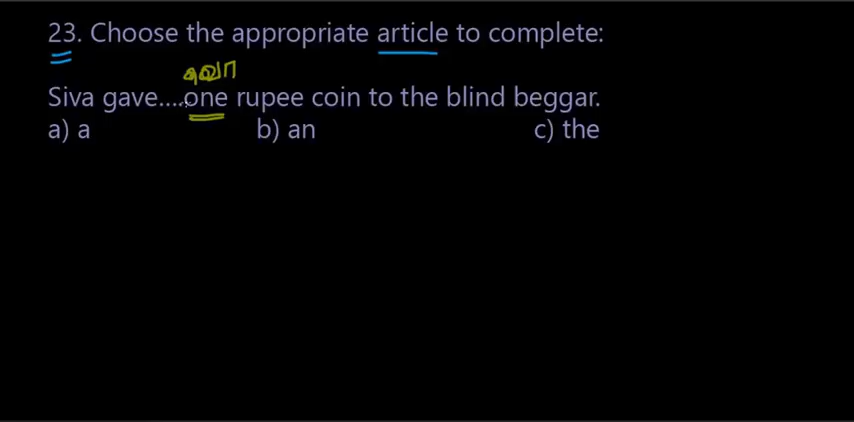 23. Choose the appropriate article to complete:
Siva gave....one rupee coin to the blind beggar.
a) a b) an c) the